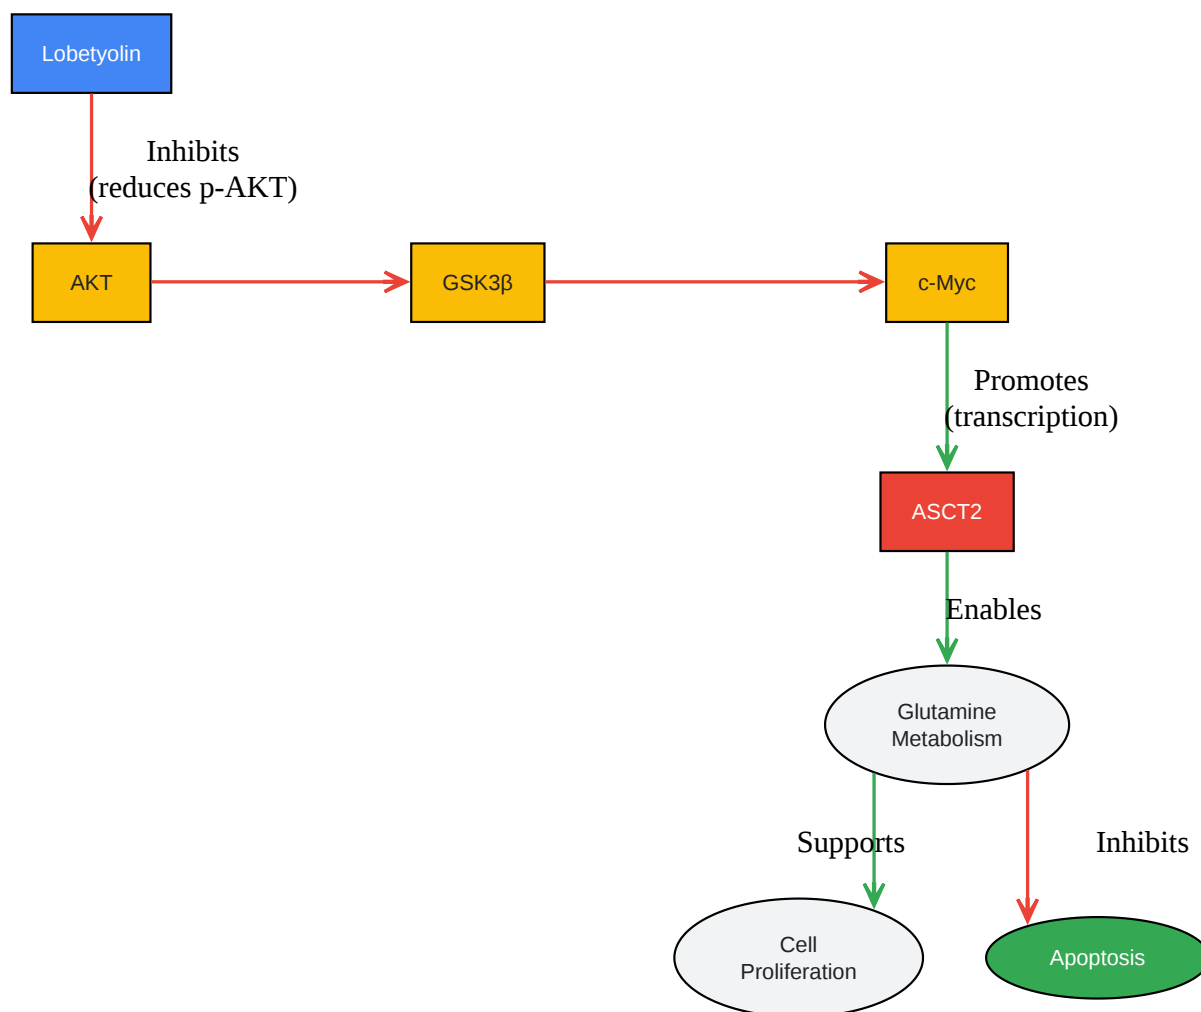 Lobetyolin
Inhibits
(reduces p-AKT)
AKT
GSK3β
c-Myc
Promotes
(transcription)
ASCT2
Enables
Glutamine
Metabolism
Supports
Inhibits
Cell
Proliferation
Apoptosis